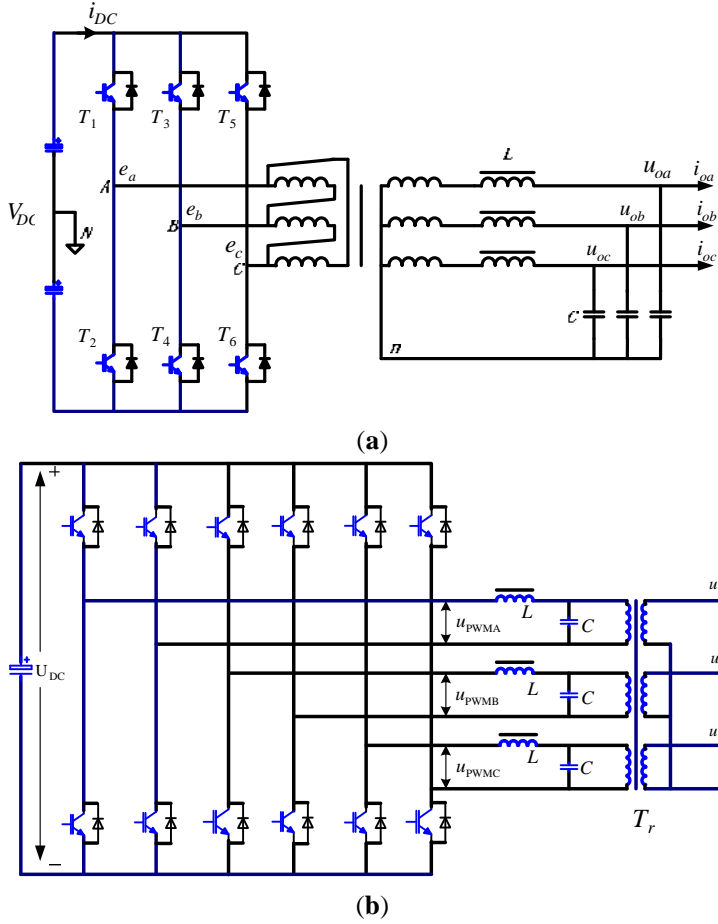 i_DC
T_1
T_3
T_5
L
u_oa
i_oa
e_a
A
V_DC
N
e_b
B
u_ob
i_ob
e_c
C
u_oc
i_oc
T_2
T_4
T_6
C
n
(a)
+
U_DC
u_PWMA
L
C
u
u_PWMB
L
C
u
u_PWMC
L
C
u
T_r
−
(b)